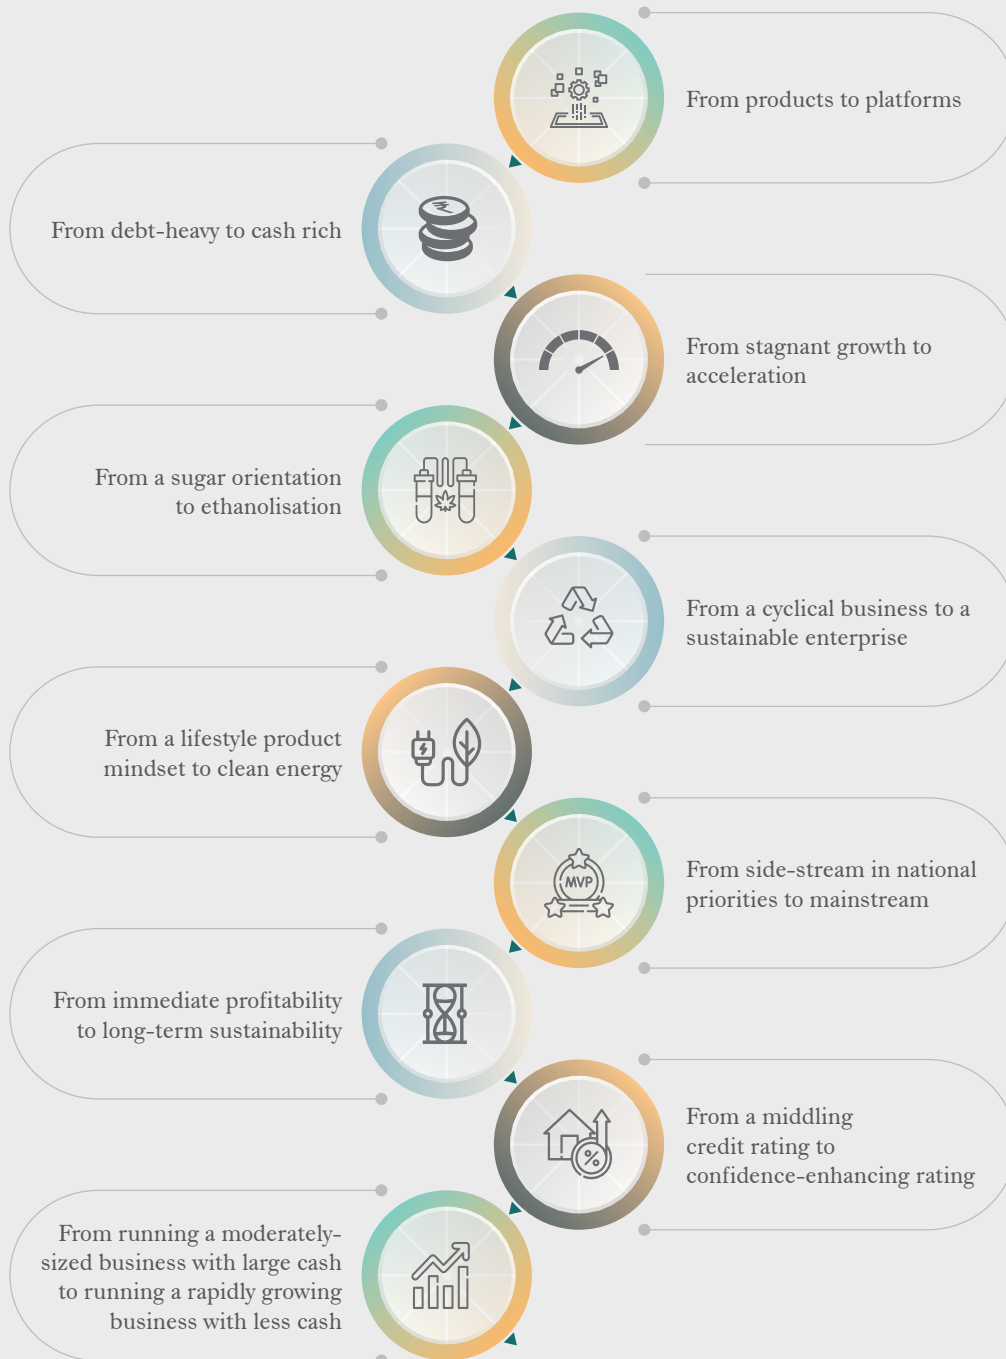 From products to platforms
From debt-heavy to cash rich
From stagnant growth to
acceleration
From a sugar orientation
to ethanolisation
From a cyclical business to a
sustainable enterprise
From a lifestyle product
mindset to clean energy
MVP
From side-stream in national
priorities to mainstream
From immediate profitability
to long-term sustainability
From a middling
credit rating to
confidence-enhancing rating
From running a moderately-
sized business with large cash
to running a rapidly growing
business with less cash